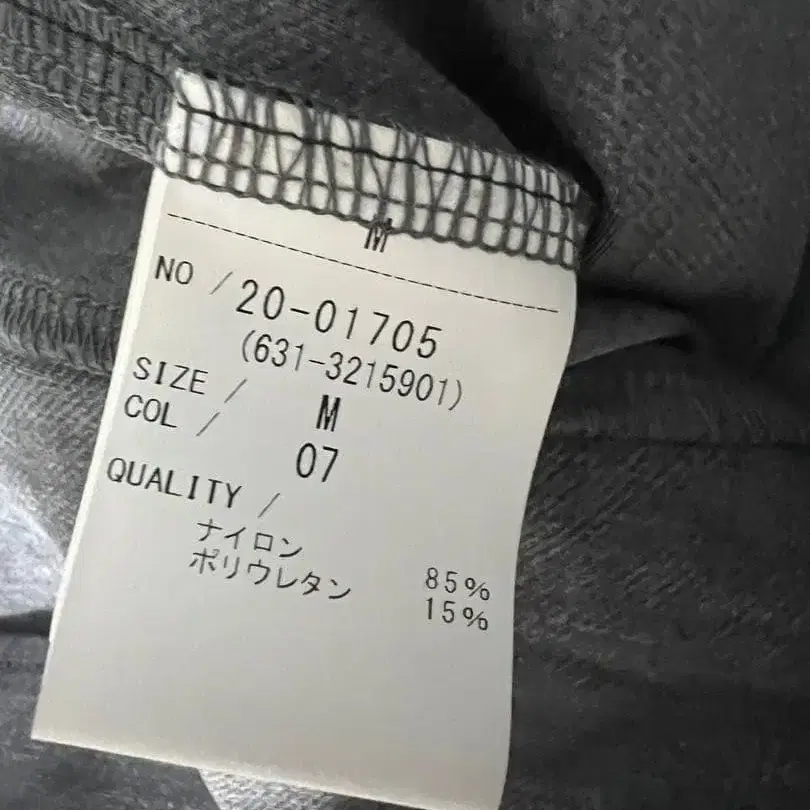 M
NO / 20-01705
(631-3215901)
SIZE / M
COL / 07
QUALITY /
ナイロン 85%
ポリウレタン 15%